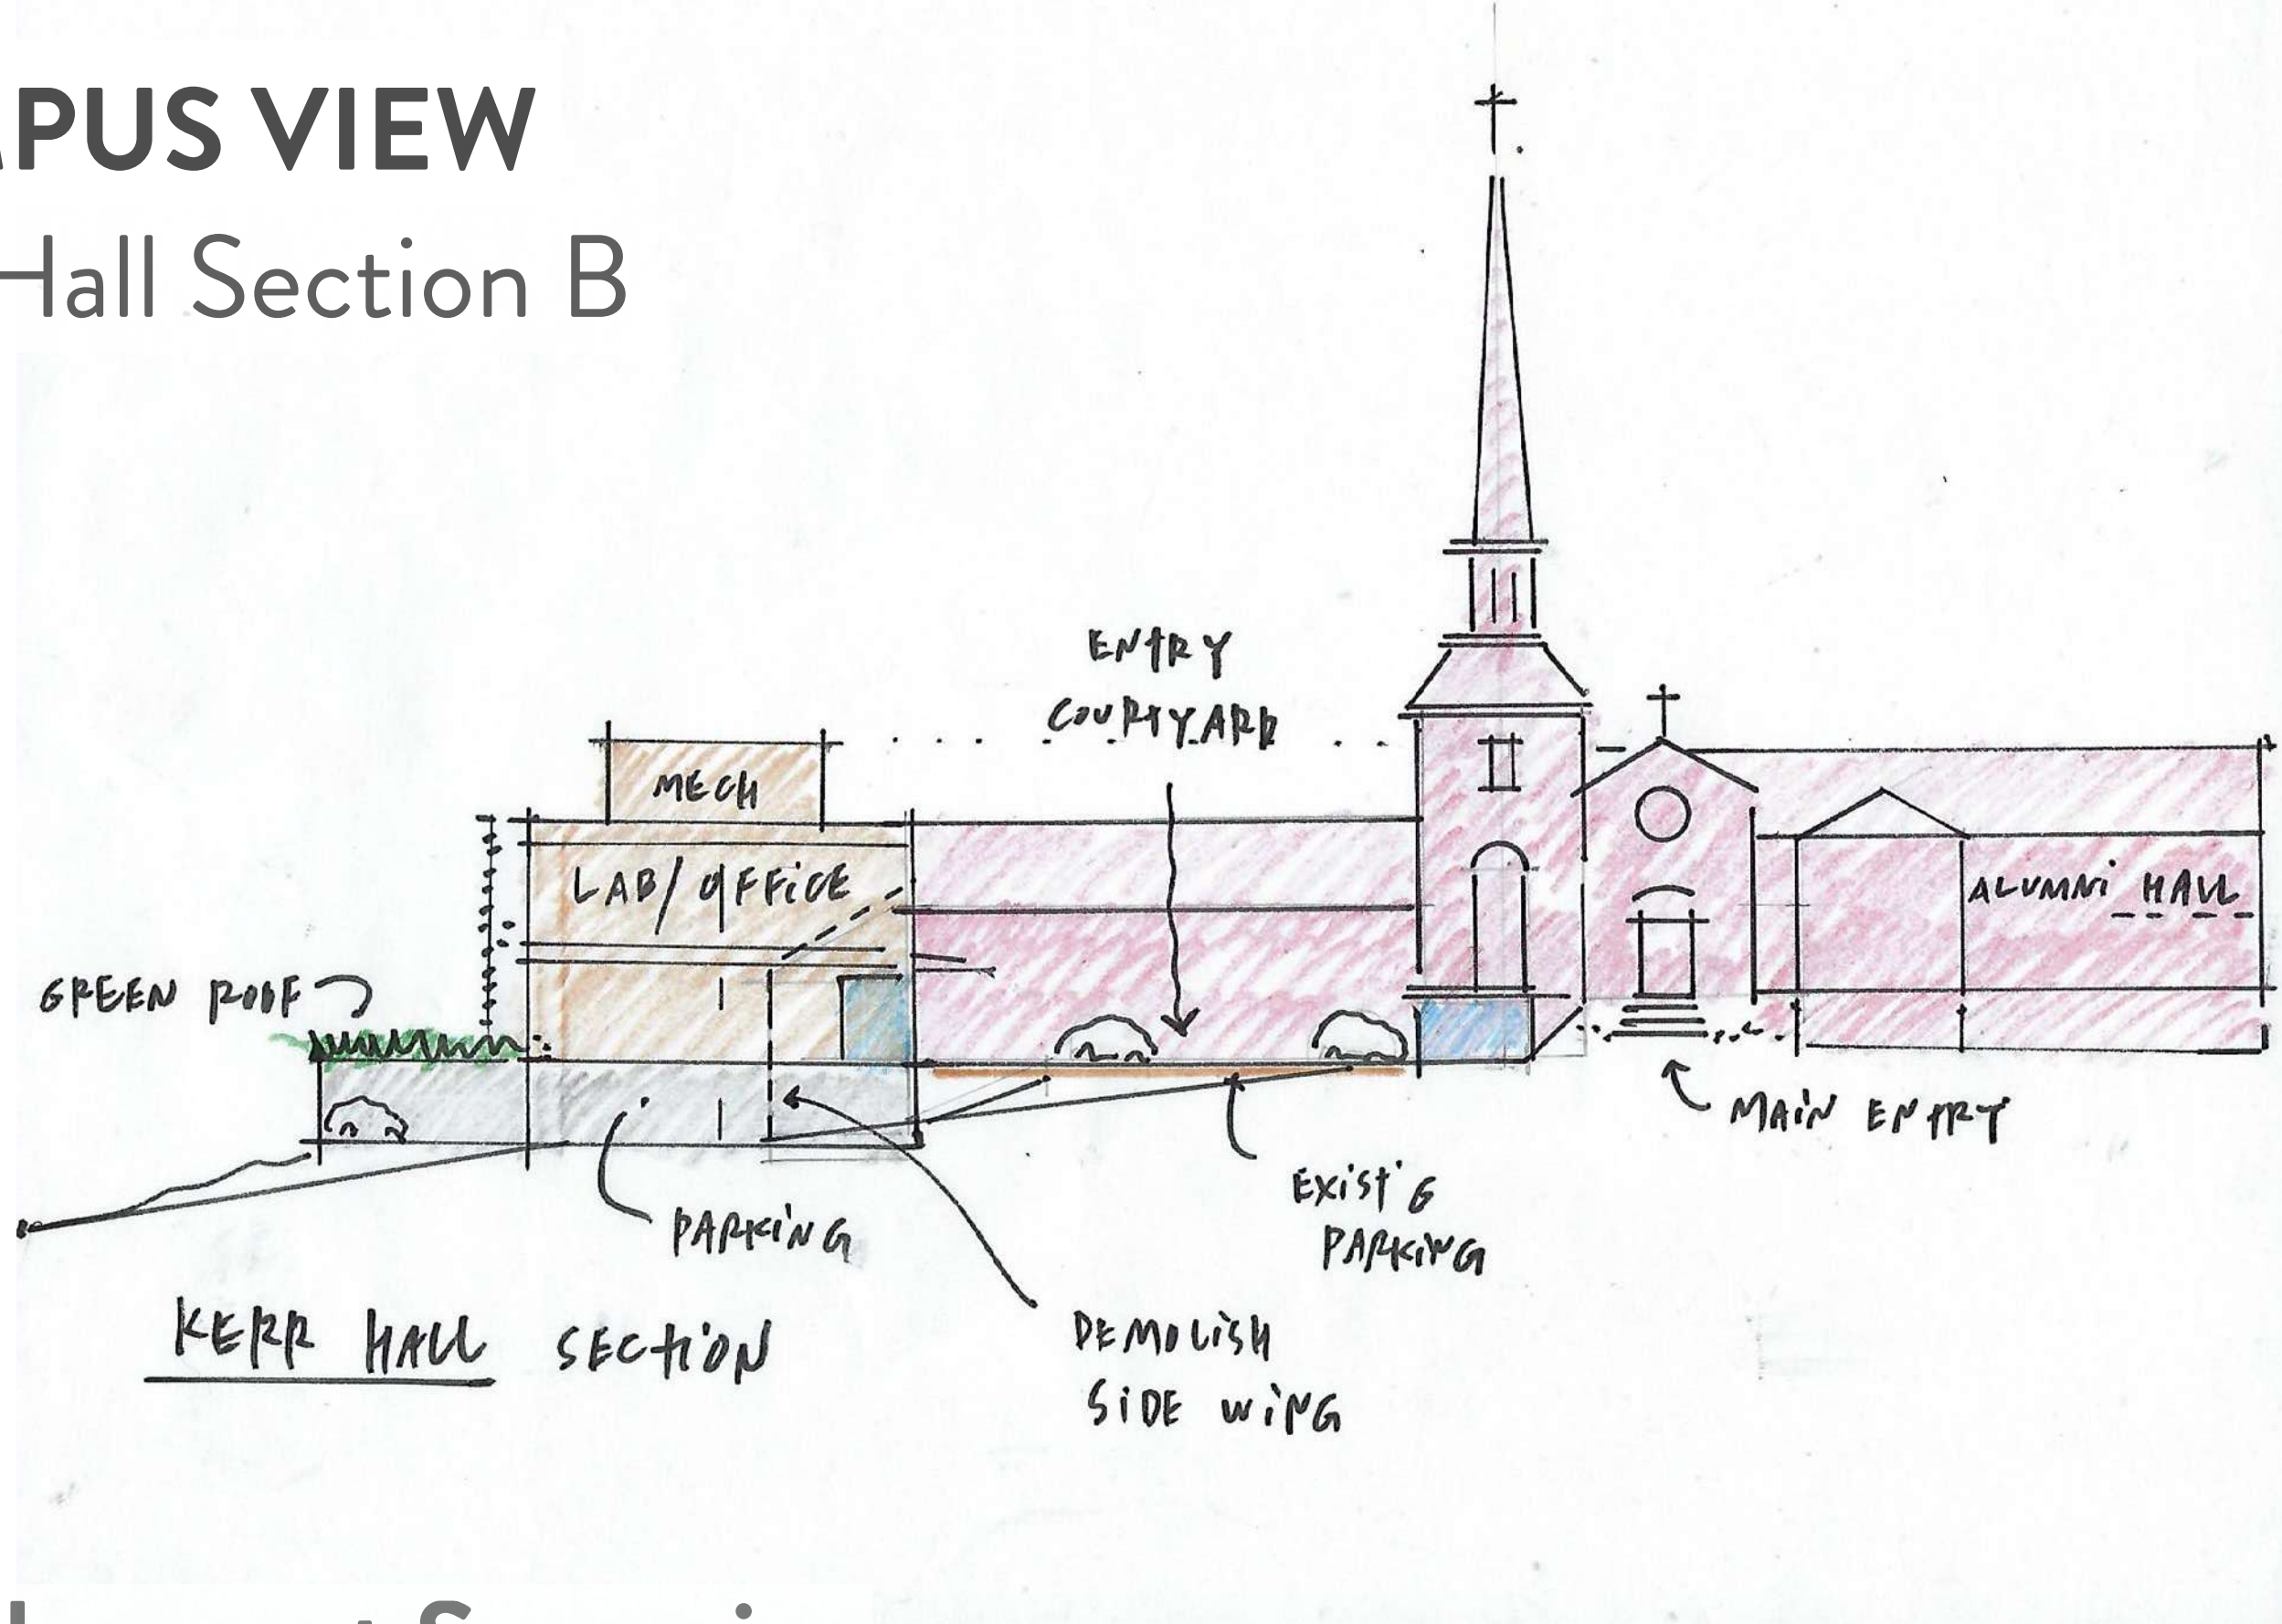 PUS VIEW
Hall Section B
ENTRY
COURTYARD
MECH
LAB/OFFICE
ALUMNI HALL
GREEN ROOF
MAIN ENTRY
EXIST'G
PARKING
PARKING
KERR HALL SECTION
DEMOLISH
SIDE WING